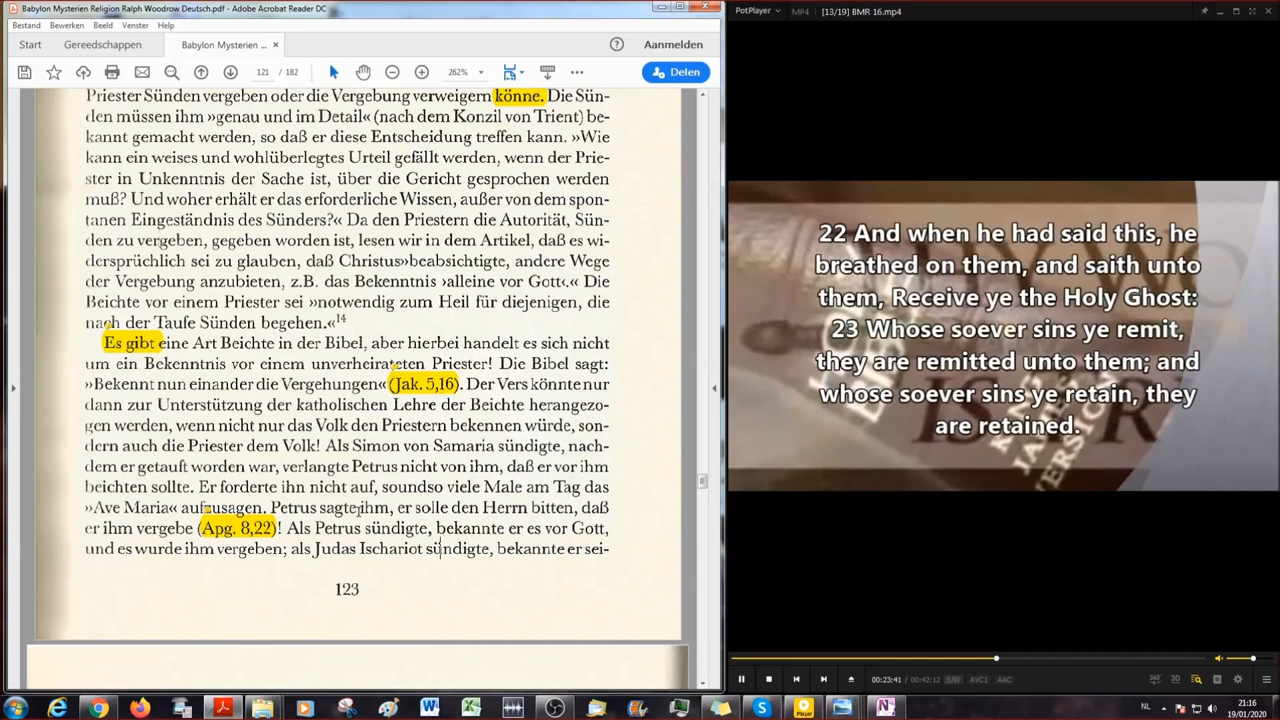 Babylon Mysterien Religion Ralph Woodrow Deutsch.pdf - Adobe Acrobat Reader DC
Bestand Bewerken Beeld Venster Help
Start Gereedschappen Babylon Mysterien ... × Aanmelden
121 / 182 262% Delen
Priester Sünden vergeben oder die Vergebung verweigern könne. Die Sün-
den müssen ihm »genau und im Detail« (nach dem Konzil von Trient) be-
kannt gemacht werden, so daß er diese Entscheidung treffen kann. »Wie
kann ein weises und wohlüberlegtes Urteil gefällt werden, wenn der Prie-
ster in Unkenntnis der Sache ist, über die Gericht gesprochen werden
muß? Und woher erhält er das erforderliche Wissen, außer von dem spon-
tanen Eingeständnis des Sünders?« Da den Priestern die Autorität, Sün-
den zu vergeben, gegeben worden ist, lesen wir in dem Artikel, daß es wi-
dersprüchlich sei zu glauben, daß Christus»beabsichtigte, andere Wege
der Vergebung anzubieten, z.B. das Bekenntnis ›alleine vor Gott‹.« Die
Beichte vor einem Priester sei »notwendig zum Heil für diejenigen, die
nach der Taufe Sünden begehen.«14
Es gibt eine Art Beichte in der Bibel, aber hierbei handelt es sich nicht
um ein Bekenntnis vor einem unverheirateten Priester! Die Bibel sagt:
»Bekennt nun einander die Vergehungen« (Jak. 5,16). Der Vers könnte nur
dann zur Unterstützung der katholischen Lehre der Beichte herangezo-
gen werden, wenn nicht nur das Volk den Priestern bekennen würde, son-
dern auch die Priester dem Volk! Als Simon von Samaria sündigte, nach-
dem er getauft worden war, verlangte Petrus nicht von ihm, daß er vor ihm
beichten sollte. Er forderte ihn nicht auf, soundso viele Male am Tag das
»Ave Maria« aufzusagen. Petrus sagte ihm, er solle den Herrn bitten, daß
er ihm vergebe (Apg. 8,22)! Als Petrus sündigte, bekannte er es vor Gott,
und es wurde ihm vergeben; als Judas Ischariot sündigte, bekannte er sei-
123
PotPlayer MP4 [13/19] BMR 16.mp4
22 And when he had said this, he
breathed on them, and saith unto
them, Receive ye the Holy Ghost:
23 Whose soever sins ye remit,
they are remitted unto them; and
whose soever sins ye retain, they
are retained.
00:23:41 / 00:42:12 S/W AVC1 AAC
360° 3D
NL 21:16
19/01/2020